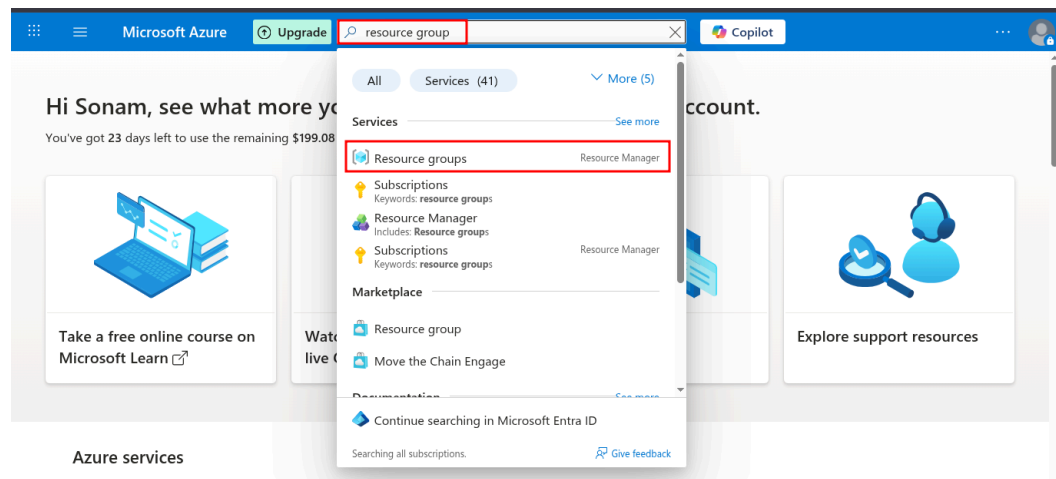 Microsoft Azure
Upgrade
resource group
Copilot
All
Services (41)
More (5)
Hi Sonam, see what more yo
ccount.
You've got 23 days left to use the remaining $199.08
Services
See more
Resource groups
Resource Manager
Subscriptions
Keywords: resource groups
Resource Manager
Includes: Resource groups
Subscriptions
Resource Manager
Keywords: resource groups
Marketplace
Resource group
Move the Chain Engage
Documentation
See more
Continue searching in Microsoft Entra ID
Searching all subscriptions.
Give feedback
Take a free online course on
Microsoft Learn
Wat
live
Explore support resources
Azure services